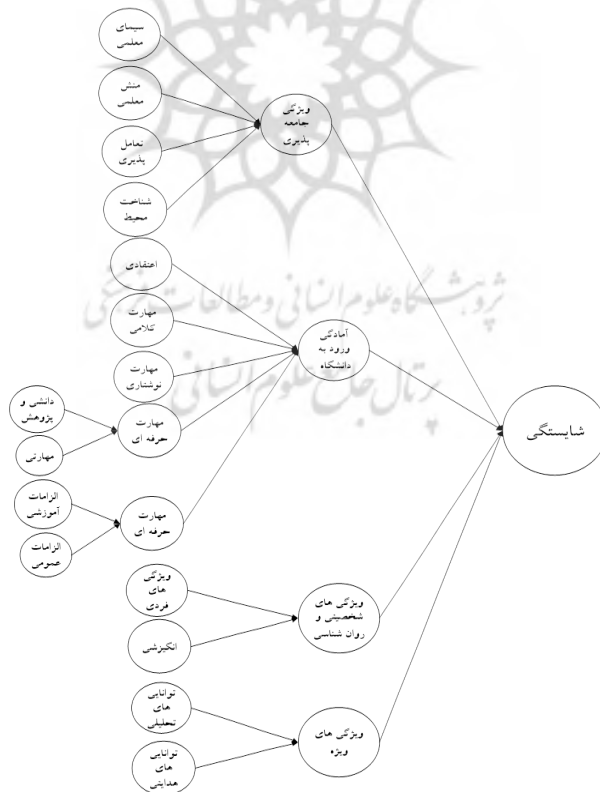 سیمای
معلمی
منش
معلمی
تعامل
پذیری
شناخت
محیط
ویژگی
جامعه
پذیری
اعتقادی
مهارت
کلامی
مهارت
نوشتاری
دانشی و
پژوهش
مهارتی
مهارت
حرفه ای
الزامات
آموزشی
الزامات
عمومی
مهارت
حرفه ای
آمادگی
ورود به
دانشگاه
ویژگی
های
فردی
انگیزشی
ویژگی های
شخصیتی و
روان شناسی
توانایی
های
تحلیلی
توانایی
های
هدایتی
ویژگی های
ویژه
شایستگی
پژوهشگاه علوم انسانی و مطالعات فرهنگی
پرتال جامع علوم انسانی